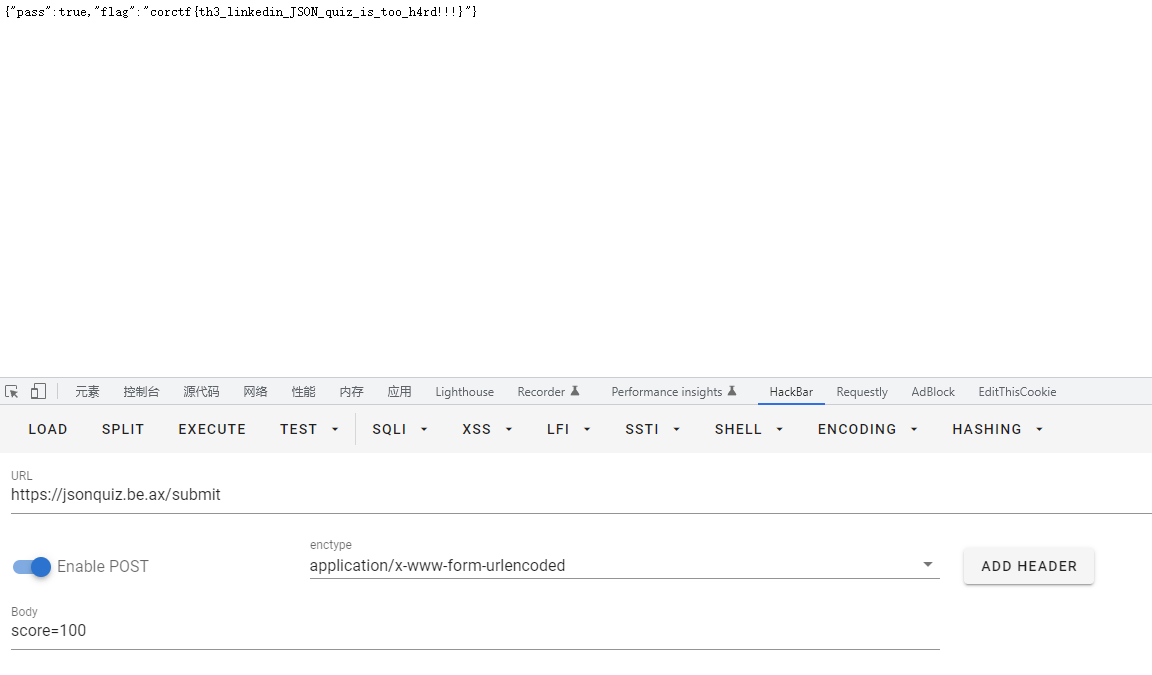 {"pass":true,"flag":"corctf{th3_linkedin_JSON_quiz_is_too_h4rd!!!}"}
元素 控制台 源代码 网络 性能 内存 应用 Lighthouse Recorder Performance insights HackBar Requestly AdBlock EditThisCookie
LOAD SPLIT EXECUTE TEST SQLI XSS LFI SSTI SHELL ENCODING HASHING
URL
https://jsonquiz.be.ax/submit
enctype
Enable POST application/x-www-form-urlencoded ADD HEADER
Body
score=100